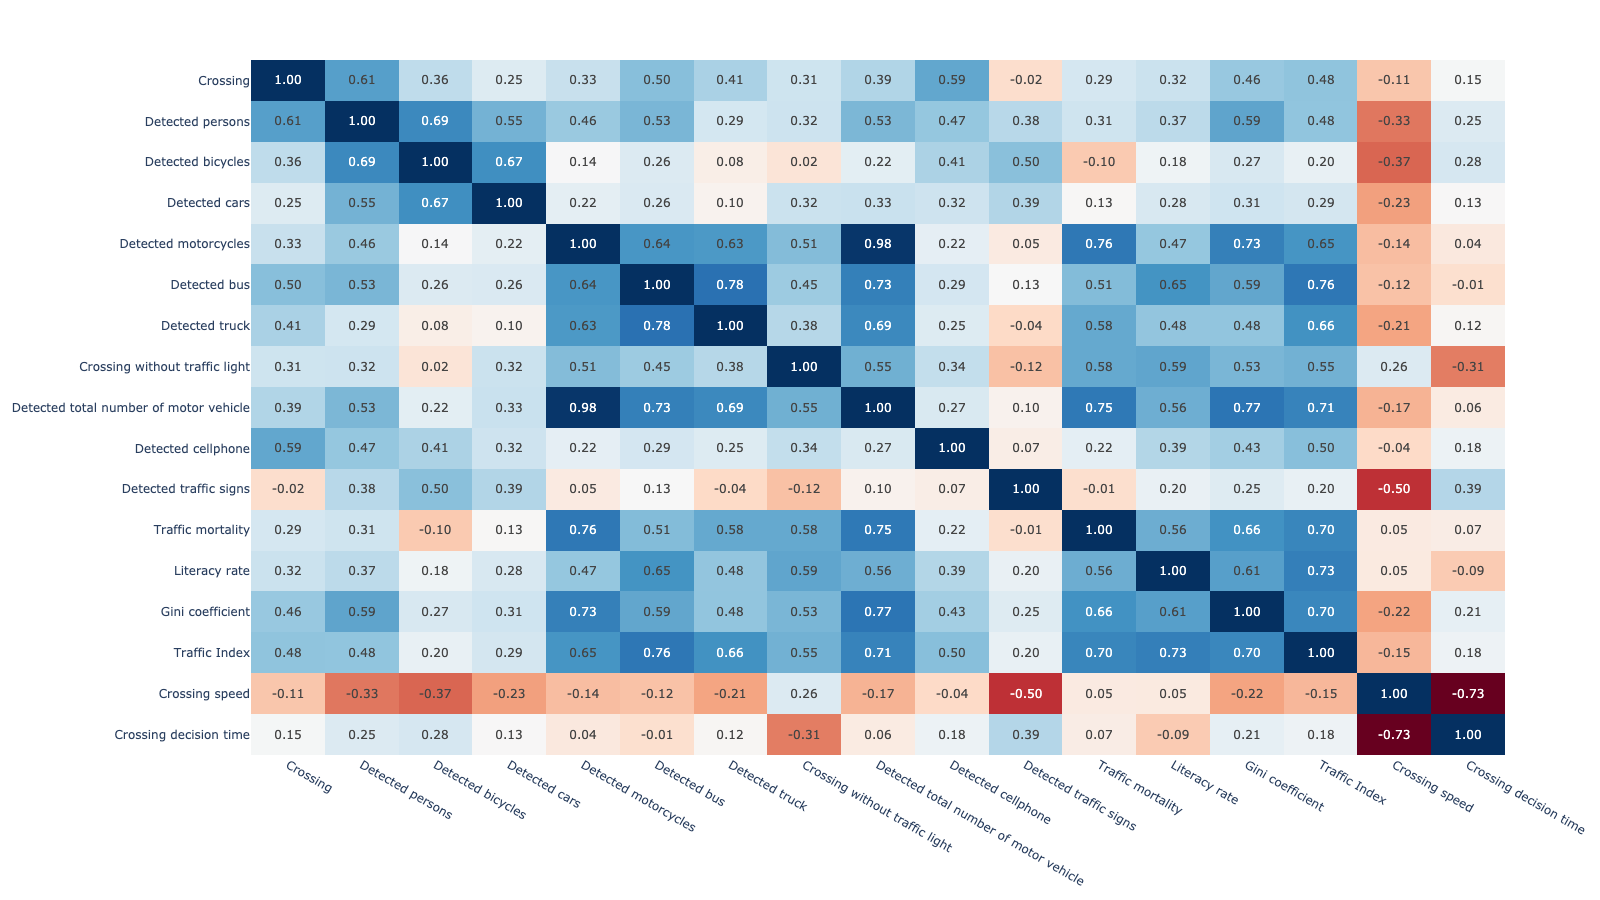 Crossing 1.00 0.61 0.36 0.25 0.33 0.50 0.41 0.31 0.39 0.59 -0.02 0.29 0.32 0.46 0.48 -0.11 0.15
Detected persons 0.61 1.00 0.69 0.55 0.46 0.53 0.29 0.32 0.53 0.47 0.38 0.31 0.37 0.59 0.48 -0.33 0.25
Detected bicycles 0.36 0.69 1.00 0.67 0.14 0.26 0.08 0.02 0.22 0.41 0.50 -0.10 0.18 0.27 0.20 -0.37 0.28
Detected cars 0.25 0.55 0.67 1.00 0.22 0.26 0.10 0.32 0.33 0.32 0.39 0.13 0.28 0.31 0.29 -0.23 0.13
Detected motorcycles 0.33 0.46 0.14 0.22 1.00 0.64 0.63 0.51 0.98 0.22 0.05 0.76 0.47 0.73 0.65 -0.14 0.04
Detected bus 0.50 0.53 0.26 0.26 0.64 1.00 0.78 0.45 0.73 0.29 0.13 0.51 0.65 0.59 0.76 -0.12 -0.01
Detected truck 0.41 0.29 0.08 0.10 0.63 0.78 1.00 0.38 0.69 0.25 -0.04 0.58 0.48 0.48 0.66 -0.21 0.12
Crossing without traffic light 0.31 0.32 0.02 0.32 0.51 0.45 0.38 1.00 0.55 0.34 -0.12 0.58 0.59 0.53 0.55 0.26 -0.31
Detected total number of motor vehicle 0.39 0.53 0.22 0.33 0.98 0.73 0.69 0.55 1.00 0.27 0.10 0.75 0.56 0.77 0.71 -0.17 0.06
Detected cellphone 0.59 0.47 0.41 0.32 0.22 0.29 0.25 0.34 0.27 1.00 0.07 0.22 0.39 0.43 0.50 -0.04 0.18
Detected traffic signs -0.02 0.38 0.50 0.39 0.05 0.13 -0.04 -0.12 0.10 0.07 1.00 -0.01 0.20 0.25 0.20 -0.50 0.39
Traffic mortality 0.29 0.31 -0.10 0.13 0.76 0.51 0.58 0.58 0.75 0.22 -0.01 1.00 0.56 0.66 0.70 0.05 0.07
Literacy rate 0.32 0.37 0.18 0.28 0.47 0.65 0.48 0.59 0.56 0.39 0.20 0.56 1.00 0.61 0.73 0.05 -0.09
Gini coefficient 0.46 0.59 0.27 0.31 0.73 0.59 0.48 0.53 0.77 0.43 0.25 0.66 0.61 1.00 0.70 -0.22 0.21
Traffic Index 0.48 0.48 0.20 0.29 0.65 0.76 0.66 0.55 0.71 0.50 0.20 0.70 0.73 0.70 1.00 -0.15 0.18
Crossing speed -0.11 -0.33 -0.37 -0.23 -0.14 -0.12 -0.21 0.26 -0.17 -0.04 -0.50 0.05 0.05 -0.22 -0.15 1.00 -0.73
Crossing decision time 0.15 0.25 0.28 0.13 0.04 -0.01 0.12 -0.31 0.06 0.18 0.39 0.07 -0.09 0.21 0.18 -0.73 1.00
Crossing
Detected persons
Detected bicycles
Detected cars
Detected motorcycles
Detected bus
Detected truck
Crossing without traffic light
Detected total number of motor vehicle
Detected cellphone
Detected traffic signs
Traffic mortality
Literacy rate
Gini coefficient
Traffic Index
Crossing speed
Crossing decision time